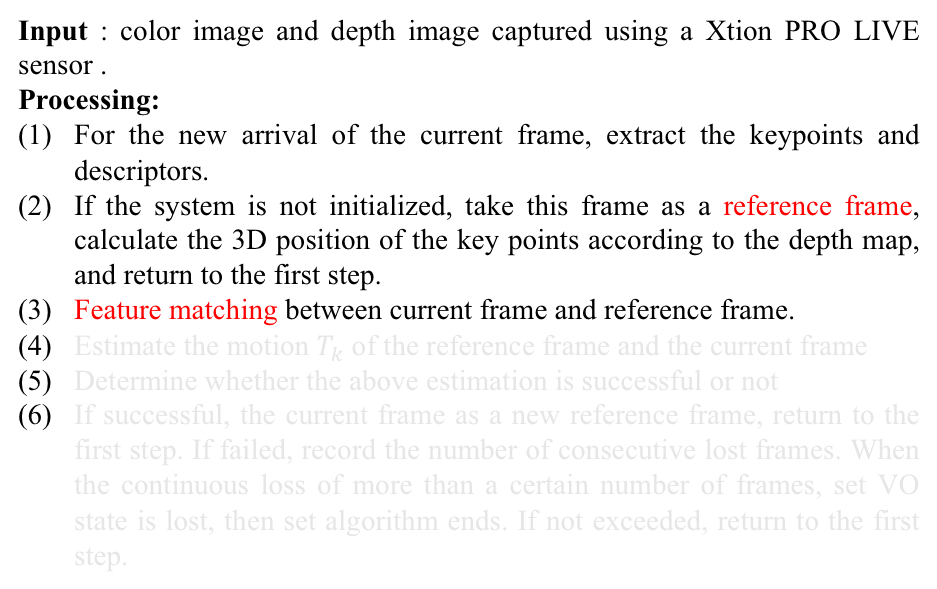 Input : color image and depth image captured using a Xtion PRO LIVE
sensor .
Processing:
(1) For the new arrival of the current frame, extract the keypoints and
descriptors.
(2) If the system is not initialized, take this frame as a reference frame,
calculate the 3D position of the key points according to the depth map,
and return to the first step.
(3) Feature matching between current frame and reference frame.
(4) Estimate the motion T_k of the reference frame and the current frame
(5) Determine whether the above estimation is successful or not
(6) If successful, the current frame as a new reference frame, return to the
first step. If failed, record the number of consecutive lost frames. When
the continuous loss of more than a certain number of frames, set VO
state is lost, then set algorithm ends. If not exceeded, return to the first
step.